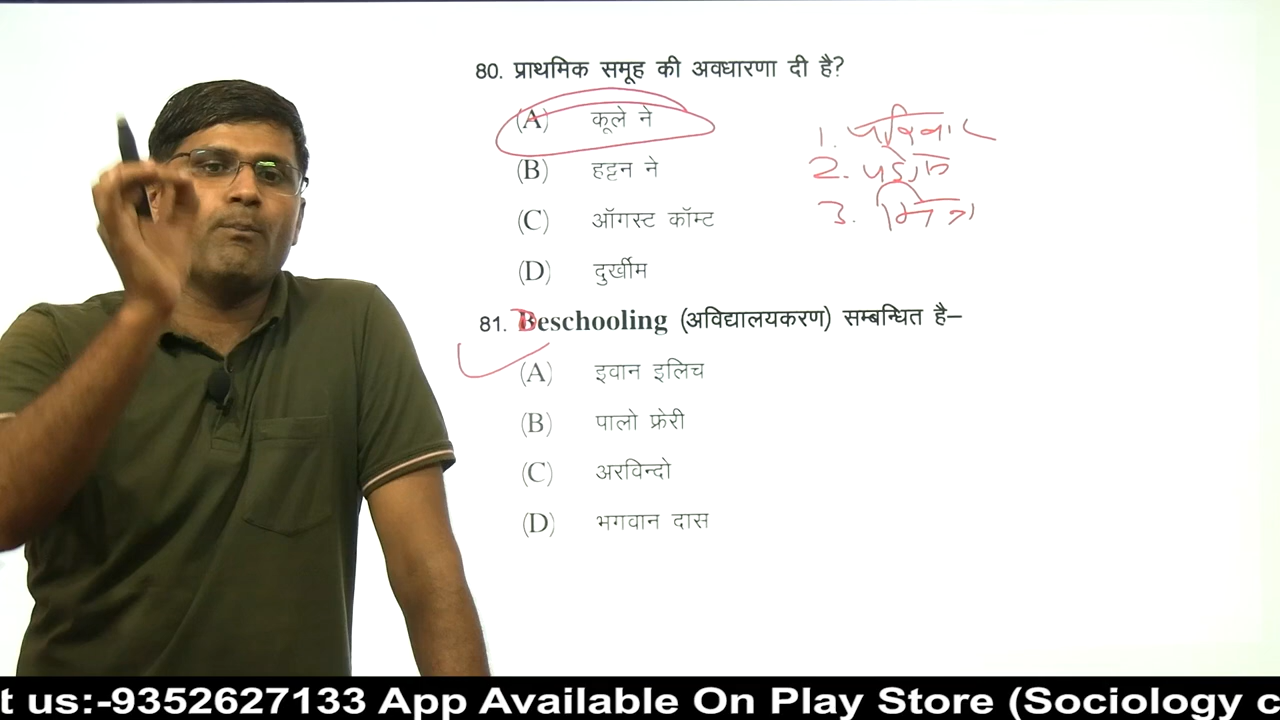 80. प्राथमिक समूह की अवधारणा दी है?
(A) कूले ने
(B) हट्टन ने
(C) ऑगस्ट कॉम्ट
(D) दुर्खीम
1. परिवार
2. पड़ोस
3. मित्र
81. Deschooling (अविद्यालयकरण) सम्बन्धित है–
(A) इवान इलिच
(B) पालो फ्रेरी
(C) अरविन्दो
(D) भगवान दास
t us:-9352627133 App Available On Play Store (Sociology c